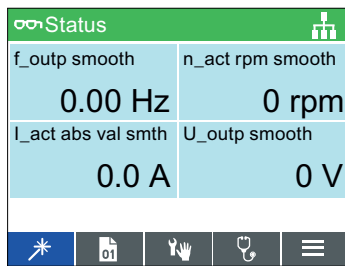 Status
f_outp smooth n_act rpm smooth
0.00 Hz 0 rpm
I_act abs val smth U_outp smooth
0.0 A 0 V
01